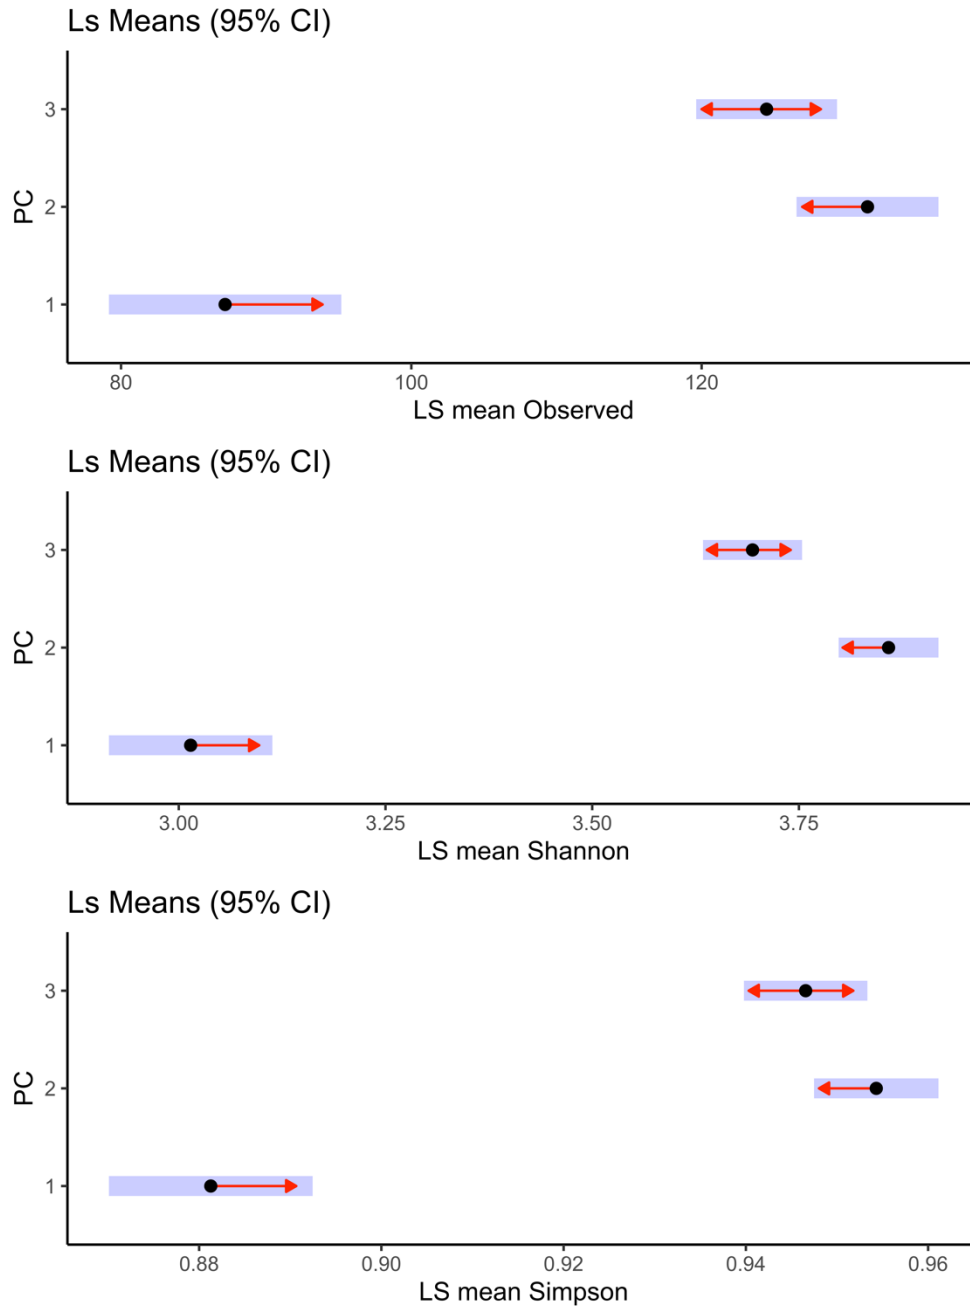 Ls Means (95% CI)
3
PC 2
1
80 100 120
LS mean Observed
Ls Means (95% CI)
3
PC 2
1
3.00 3.25 3.50 3.75
LS mean Shannon
Ls Means (95% CI)
3
PC 2
1
0.88 0.90 0.92 0.94 0.96
LS mean Simpson